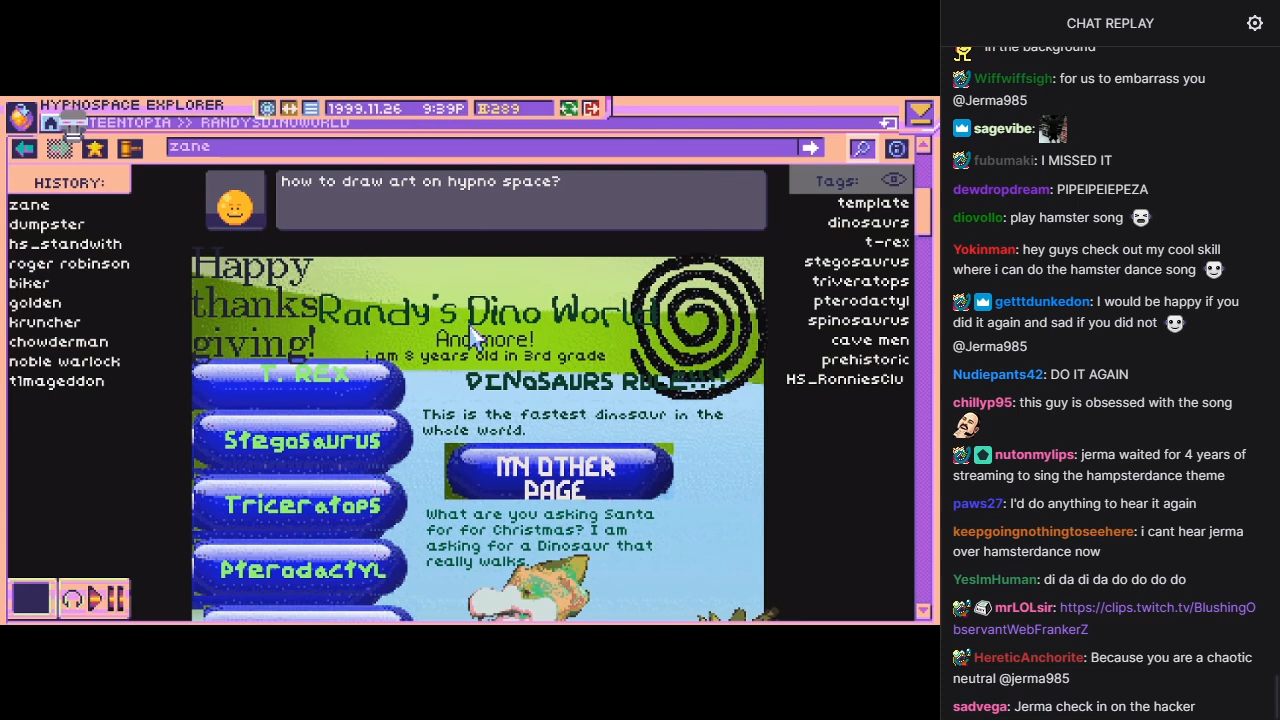 HYPNOSPACE EXPLORER
1999.11.26 9:39P
289
TEENTOPIA >> RANDYSDINOWORLD
zane
HISTORY:
zane
dumpster
hs_standwith
roger robinson
biker
golden
kruncher
chowderman
noble warlock
t1mageddon
how to draw art on hypno space?
Happy
thanks
giving!
Randy's Dino World
And more!
i am 8 years old in 3rd grade
T. REX
Stegosaurus
Triceratops
Pterodactyl
DINOSAURS RULE!!!!
This is the fastest dinosaur in the
whole world.
MY OTHER
PAGE
What are you asking Santa
for for Christmas? I am
asking for a Dinosaur that
really walks.
Tags:
template
dinosaurs
t-rex
stegosaurus
triveratops
pterodactyl
spinosaurus
cave men
prehistoric
HS_RonniesClu
CHAT REPLAY
in the background
Wiffwiffsigh: for us to embarrass you
@Jerma985
sagevibe:
fubumaki: I MISSED IT
dewdropdream: PIPEIPEIEPEZA
diovollo: play hamster song
Yokinman: hey guys check out my cool skill
where i can do the hamster dance song
getttdunkedon: I would be happy if you
did it again and sad if you did not
@Jerma985
Nudiepants42: DO IT AGAIN
chillyp95: this guy is obsessed with the song
nutonmylips: jerma waited for 4 years of
streaming to sing the hampsterdance theme
paws27: I'd do anything to hear it again
keepgoingnothingtoseehere: i cant hear jerma
over hamsterdance now
YesImHuman: di da di da do do do do
mrLOLsir: https://clips.twitch.tv/BlushingO
bservantWebFrankerZ
HereticAnchorite: Because you are a chaotic
neutral @jerma985
sadvega: Jerma check in on the hacker